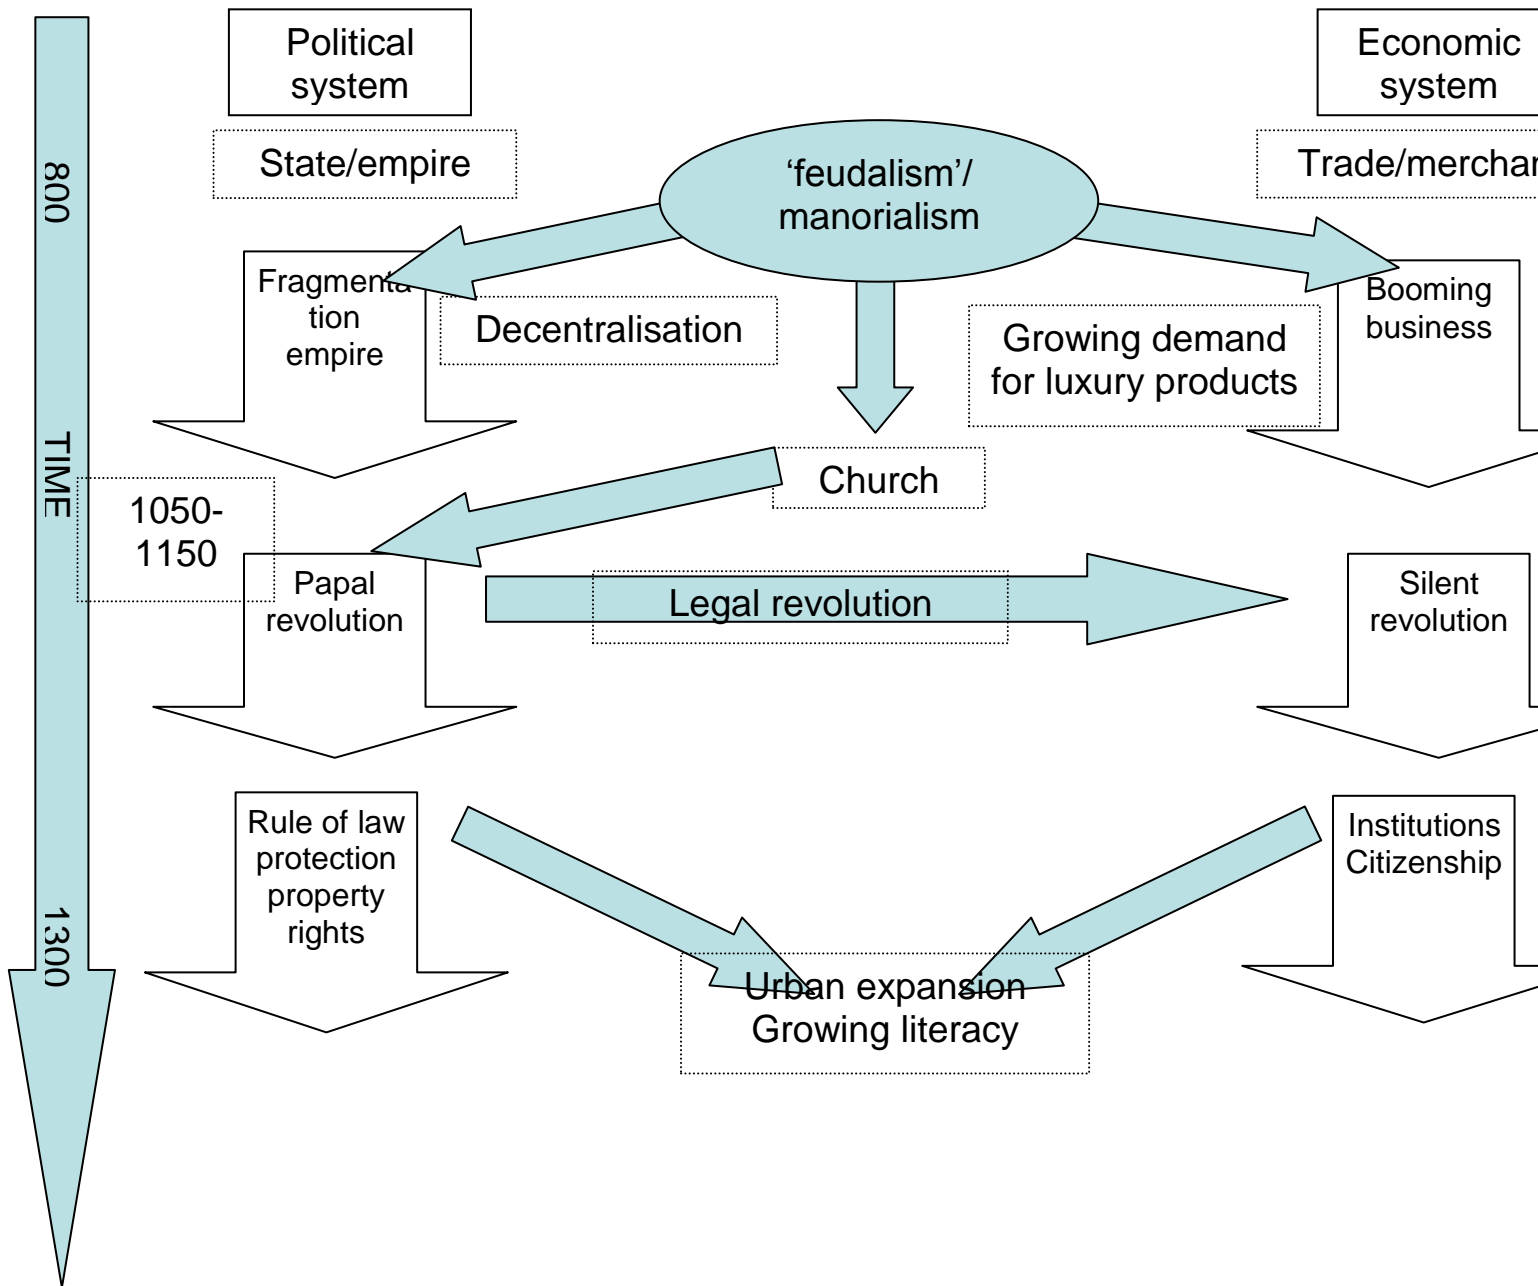 Political
system
Economic
system
State/empire
Trade/merchan
'feudalism'/
manorialism
800
Fragmenta
tion
empire
Decentralisation
Growing demand
for luxury products
Booming
business
TIME
Church
1050-
1150
Papal
revolution
Legal revolution
Silent
revolution
Rule of law
protection
property
rights
Institutions
Citizenship
1300
Urban expansion
Growing literacy